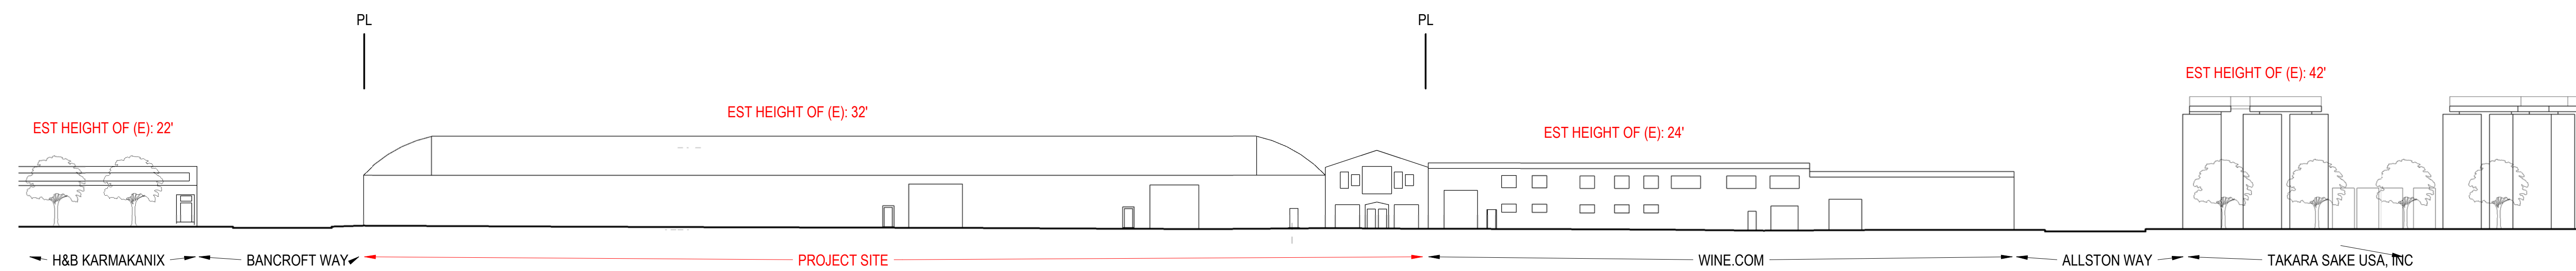 PL
PL
EST HEIGHT OF (E): 42'
EST HEIGHT OF (E): 32'
EST HEIGHT OF (E): 22'
EST HEIGHT OF (E): 24'
H&B KARMAKANIX
BANCROFT WAY
PROJECT SITE
WINE.COM
ALLSTON WAY
TAKARA SAKE USA, INC